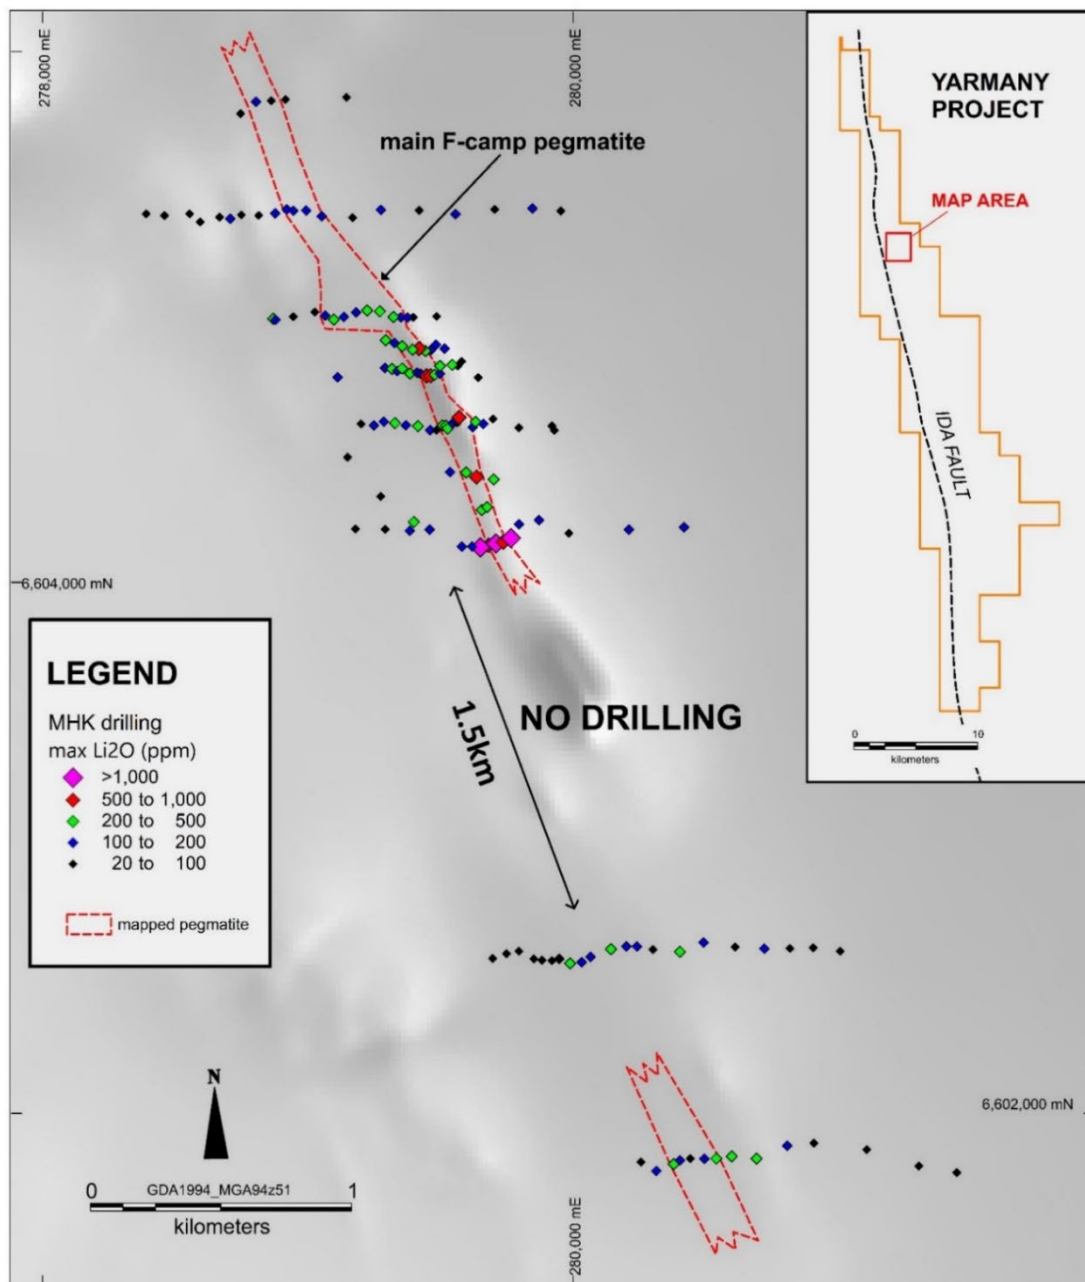 278,000 mE
280,000 mE
main F-camp pegmatite
YARMANY
PROJECT
MAP AREA
IDA FAULT
0 10
kilometers
6,604,000 mN
LEGEND
MHK drilling
max Li2O (ppm)
>1,000
500 to 1,000
200 to 500
100 to 200
20 to 100
mapped pegmatite
1.5km
NO DRILLING
6,602,000 mN
N
0 GDA1994_MGA94z51 1
kilometers
280,000 mE